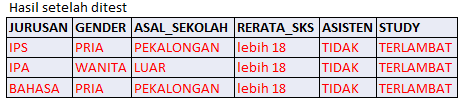 Hasil setelah ditest
JURUSAN GENDER ASAL_SEKOLAH RERATA_SKS ASISTEN STUDY
IPS PRIA PEKALONGAN lebih 18 TIDAK TERLAMBAT
IPA WANITA LUAR lebih 18 TIDAK TERLAMBAT
BAHASA PRIA PEKALONGAN lebih 18 TIDAK TERLAMBAT